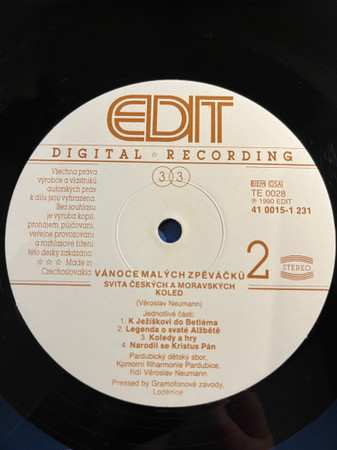 EDIT
DIGITAL ☆ RECORDING
33
Všechna práva
výrobce a vlastníků
autorských práv
k dílu jsou vyhrazena.
Bez souhlasu
je výroba kopií,
pronájem, půjčování,
veřejné provozování
a rozhlasové šíření
této desky zakázáno.
☆ ☆ ☆ Made in
Czechoslovakia
BIEM OSA
TE 0028
℗ 1990 EDIT
41 0015-1 231
2
STEREO
VÁNOCE MALÝCH ZPĚVÁČKŮ
SVITA ČESKÝCH A MORAVSKÝCH
KOLED
(Věroslav Neumann)
Jednotlivé části:
1. K Ježíškovi do Betléma
2. Legenda o svaté Alžbětě
3. Koledy a hry
4. Narodil se Kristus Pán
Pardubický dětský sbor,
Komorní filharmonie Pardubice,
řídí Věroslav Neumann
Pressed by Gramofonové závody,
Loděnice